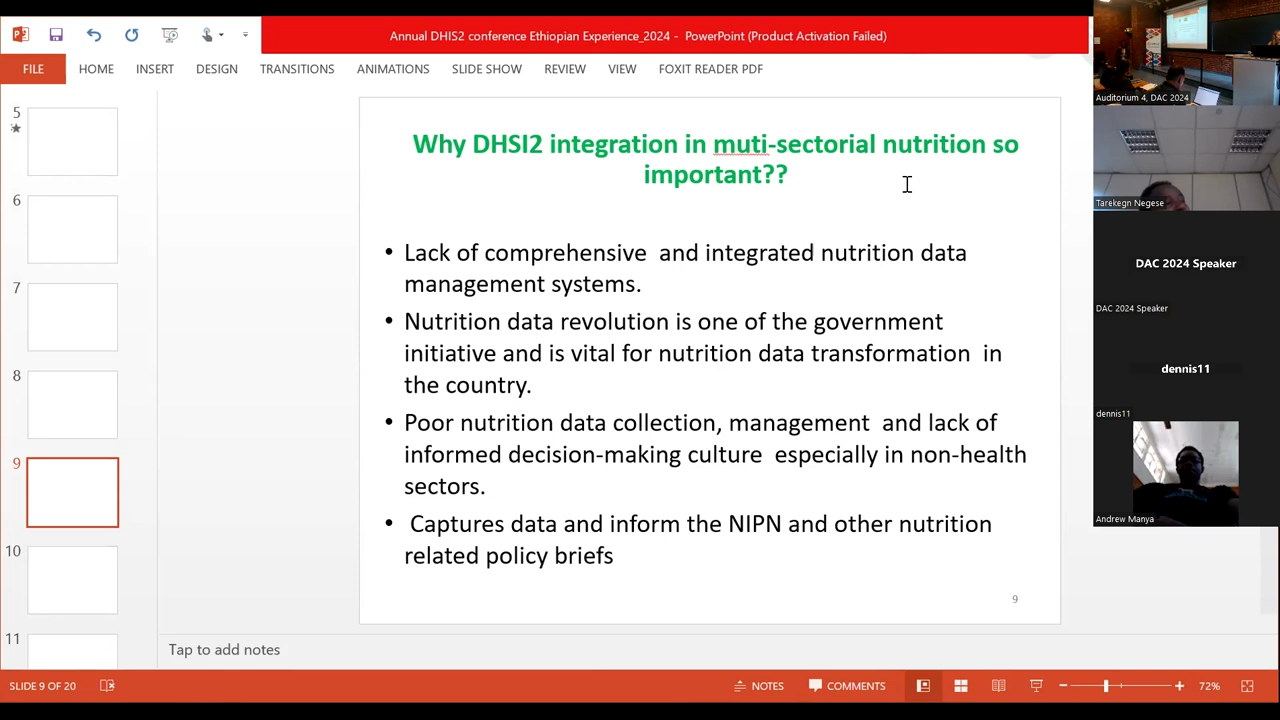 Annual DHIS2 conference Ethiopian Experience_2024 - PowerPoint (Product Activation Failed)
FILE HOME INSERT DESIGN TRANSITIONS ANIMATIONS SLIDE SHOW REVIEW VIEW FOXIT READER PDF
5
6
7
8
9
10
11
Why DHSI2 integration in muti-sectorial nutrition so
important??
• Lack of comprehensive and integrated nutrition data
management systems.
• Nutrition data revolution is one of the government
initiative and is vital for nutrition data transformation in
the country.
• Poor nutrition data collection, management and lack of
informed decision-making culture especially in non-health
sectors.
• Captures data and inform the NIPN and other nutrition
related policy briefs
9
Tap to add notes
SLIDE 9 OF 20 NOTES COMMENTS 72%
Auditorium 4, DAC 2024
Tarekegn Negese
DAC 2024 Speaker
DAC 2024 Speaker
dennis11
dennis11
Andrew Manya